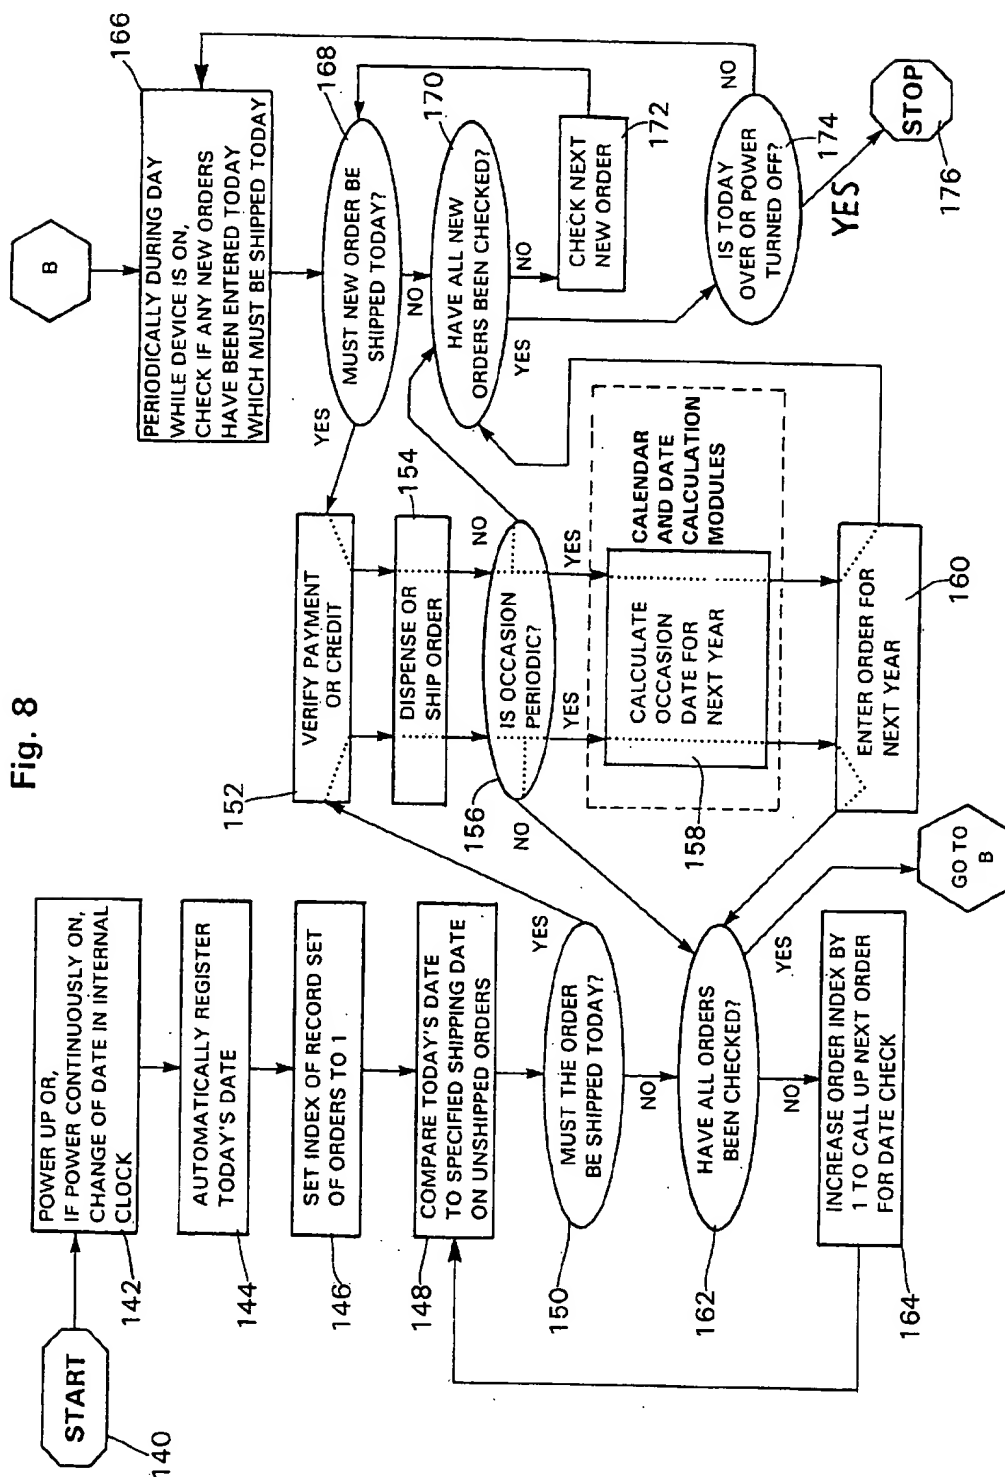 Fig. 8
START
140
POWER UP OR,
IF POWER CONTINUOUSLY ON,
CHANGE OF DATE IN INTERNAL
CLOCK
142
AUTOMATICALLY REGISTER
TODAY'S DATE
144
SET INDEX OF RECORD SET
OF ORDERS TO 1
146
COMPARE TODAY'S DATE
TO SPECIFIED SHIPPING DATE
ON UNSHIPPED ORDERS
148
MUST THE ORDER
BE SHIPPED TODAY?
150
YES
NO
HAVE ALL ORDERS
BEEN CHECKED?
162
YES
NO
INCREASE ORDER INDEX BY
1 TO CALL UP NEXT ORDER
FOR DATE CHECK
164
GO TO
B
VERIFY PAYMENT
OR CREDIT
152
DISPENSE OR
SHIP ORDER
154
IS OCCASION
PERIODIC?
156
NO
NO
YES
YES
CALCULATE
OCCASION
DATE FOR
NEXT YEAR
158
CALENDAR
AND DATE
CALCULATION
MODULES
ENTER ORDER FOR
NEXT YEAR
160
B
PERIODICALLY DURING DAY
WHILE DEVICE IS ON,
CHECK IF ANY NEW ORDERS
HAVE BEEN ENTERED TODAY
WHICH MUST BE SHIPPED TODAY
166
MUST NEW ORDER BE
SHIPPED TODAY?
168
YES
NO
HAVE ALL NEW
ORDERS BEEN CHECKED?
170
YES
NO
CHECK NEXT
NEW ORDER
172
IS TODAY
OVER OR POWER
TURNED OFF?
174
NO
YES
STOP
176